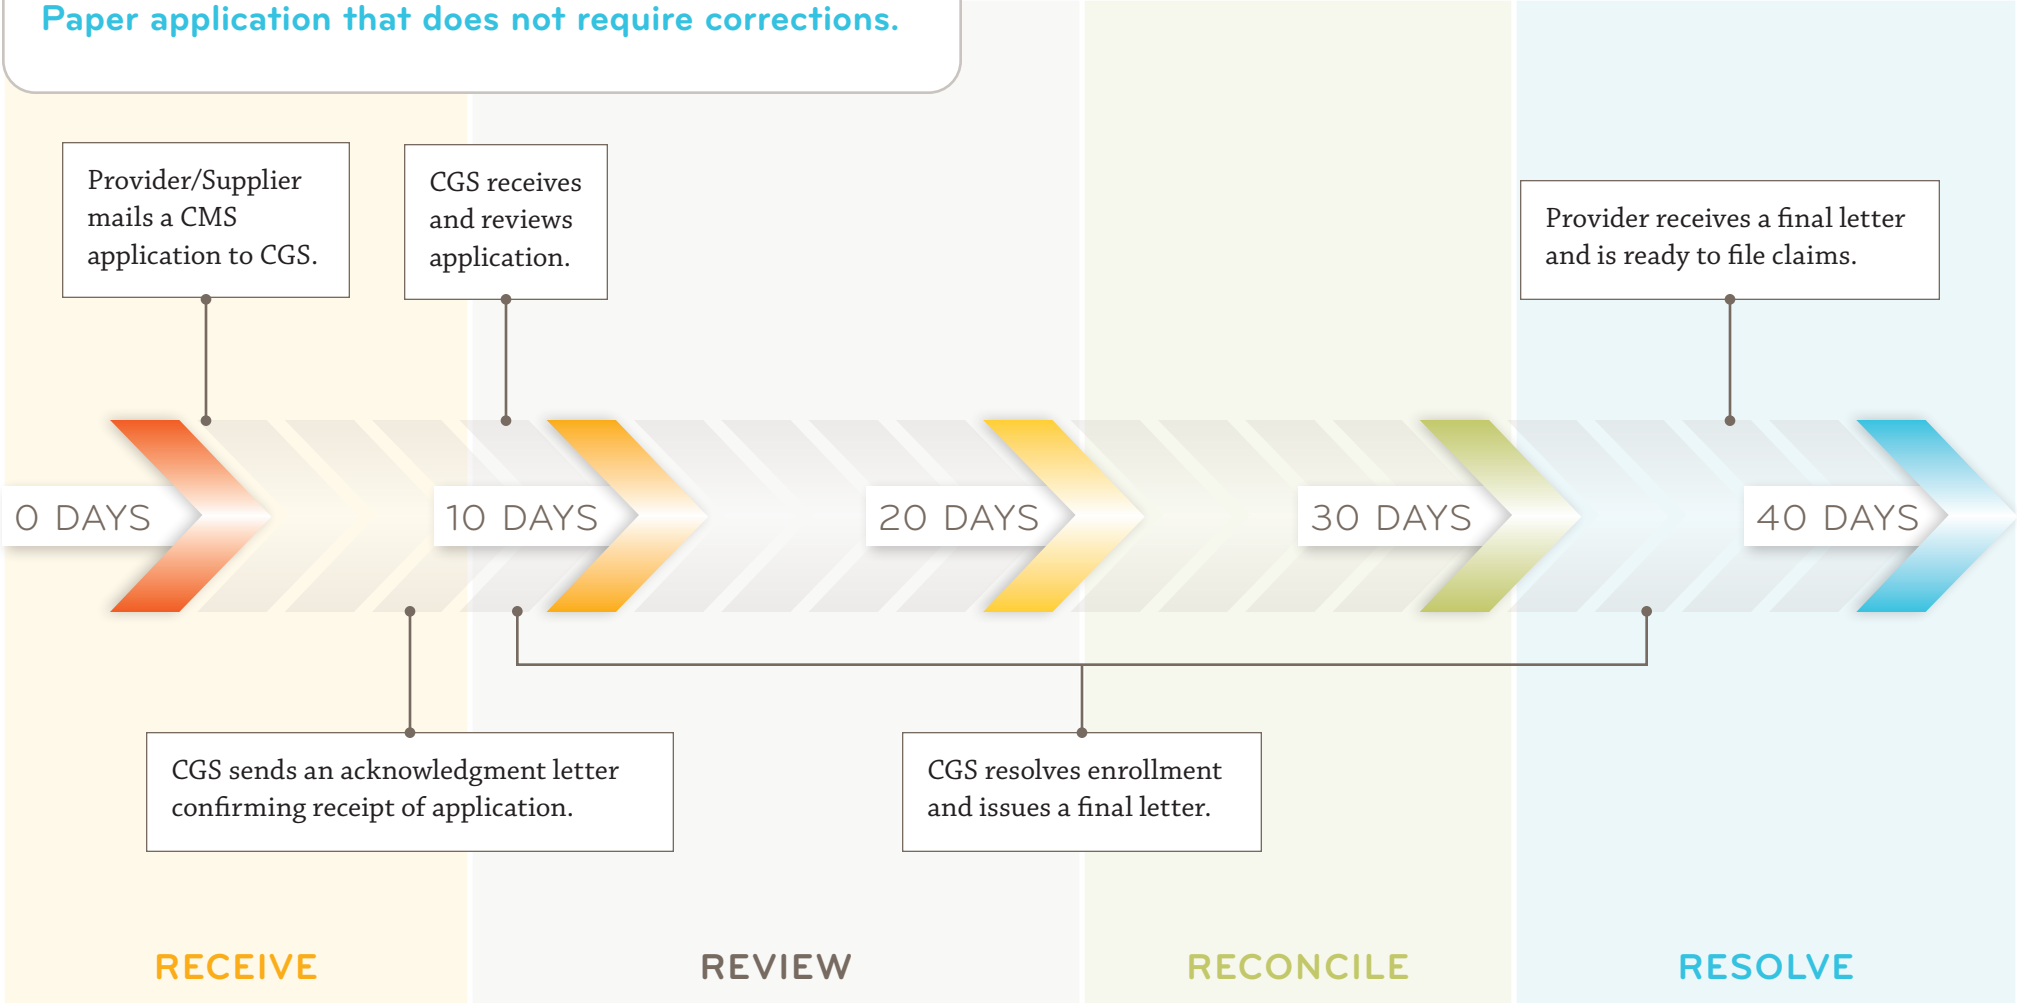 Paper application that does not require corrections.
Provider/Supplier
mails a CMS
application to CGS.
CGS receives
and reviews
application.
Provider receives a final letter
and is ready to file claims.
0 DAYS
10 DAYS
20 DAYS
30 DAYS
40 DAYS
CGS sends an acknowledgment letter
confirming receipt of application.
CGS resolves enrollment
and issues a final letter.
RECEIVE
REVIEW
RECONCILE
RESOLVE